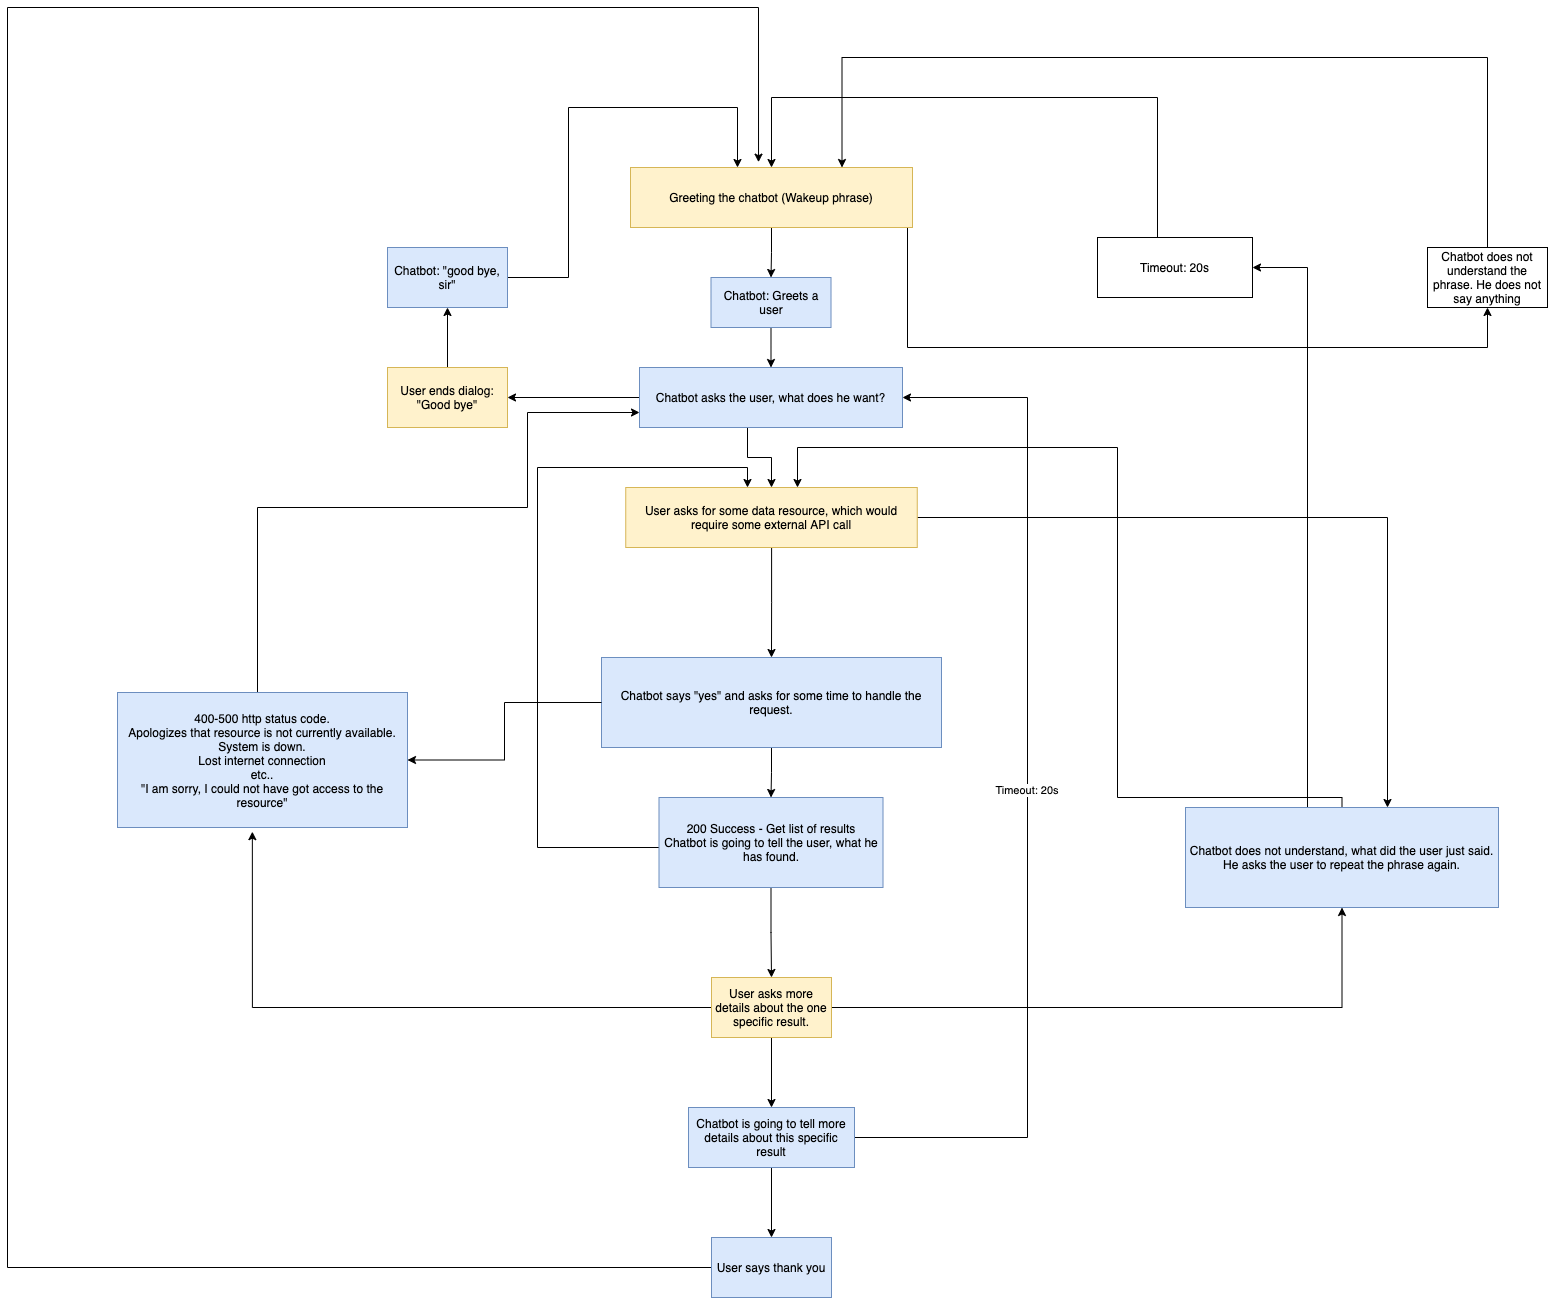 Greeting the chatbot (Wakeup phrase)
Chatbot: "good bye,
sir"
Chatbot: Greets a
user
Timeout: 20s
Chatbot does not
understand the
phrase. He does not
say anything
User ends dialog:
"Good bye"
Chatbot asks the user, what does he want?
User asks for some data resource, which would
require some external API call
Chatbot says "yes" and asks for some time to handle the
request.
400-500 http status code.
Apologizes that resource is not currently available.
System is down.
Lost internet connection
etc..
"I am sorry, I could not have got access to the
resource"
Timeout: 20s
200 Success - Get list of results
Chatbot is going to tell the user, what he
has found.
Chatbot does not understand, what did the user just said.
He asks the user to repeat the phrase again.
User asks more
details about the one
specific result.
Chatbot is going to tell more
details about this specific
result
User says thank you